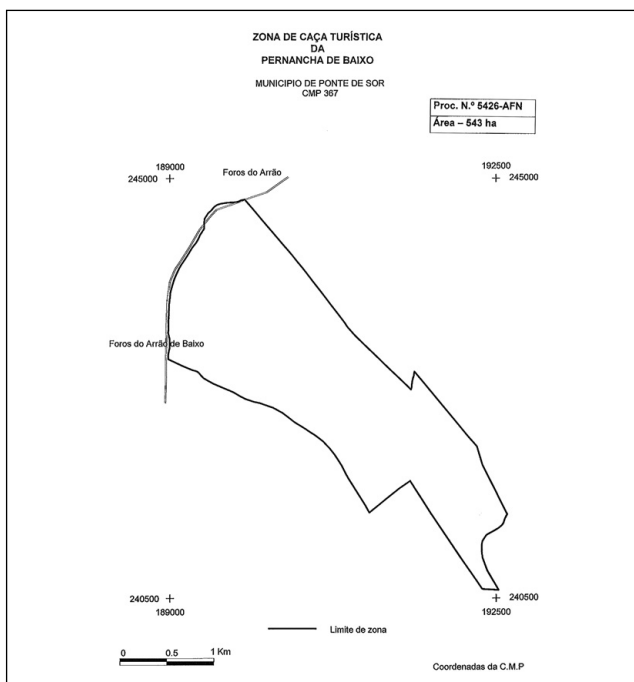 ZONA DE CAÇA TURÍSTICA
DA
PERNANCHA DE BAIXO
MUNICIPIO DE PONTE DE SOR
CMP 367
Proc. N.º 5426-AFN
Área – 543 ha
189000
245000
Foros do Arrão
192500
245000
Foros do Arrão de Baixo
240500
189000
240500
192500
Limite de zona
0 0.5 1 Km
Coordenadas da C.M.P